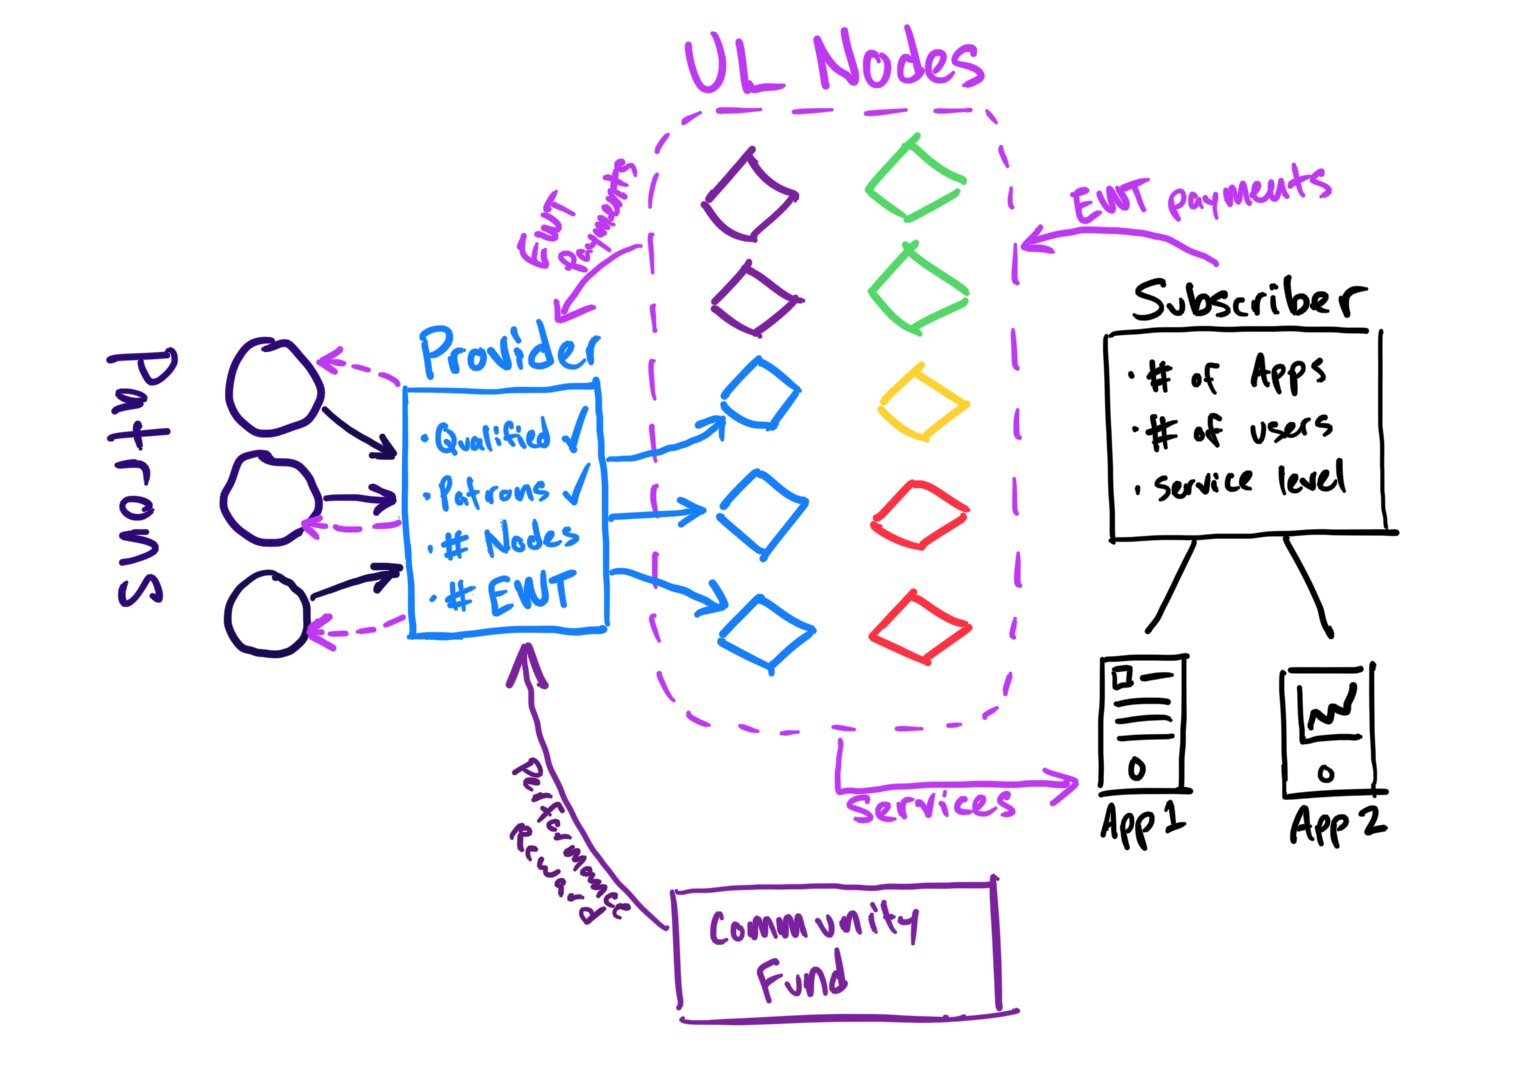 UL Nodes
EWT
Payments
EWT payments
Patrons
Provider
· Qualified ✓
· Patrons ✓
· # Nodes
· # EWT
Subscriber
· # of Apps
· # of users
· service level
Services
App 1
App 2
Performance
Reward
Community
Fund